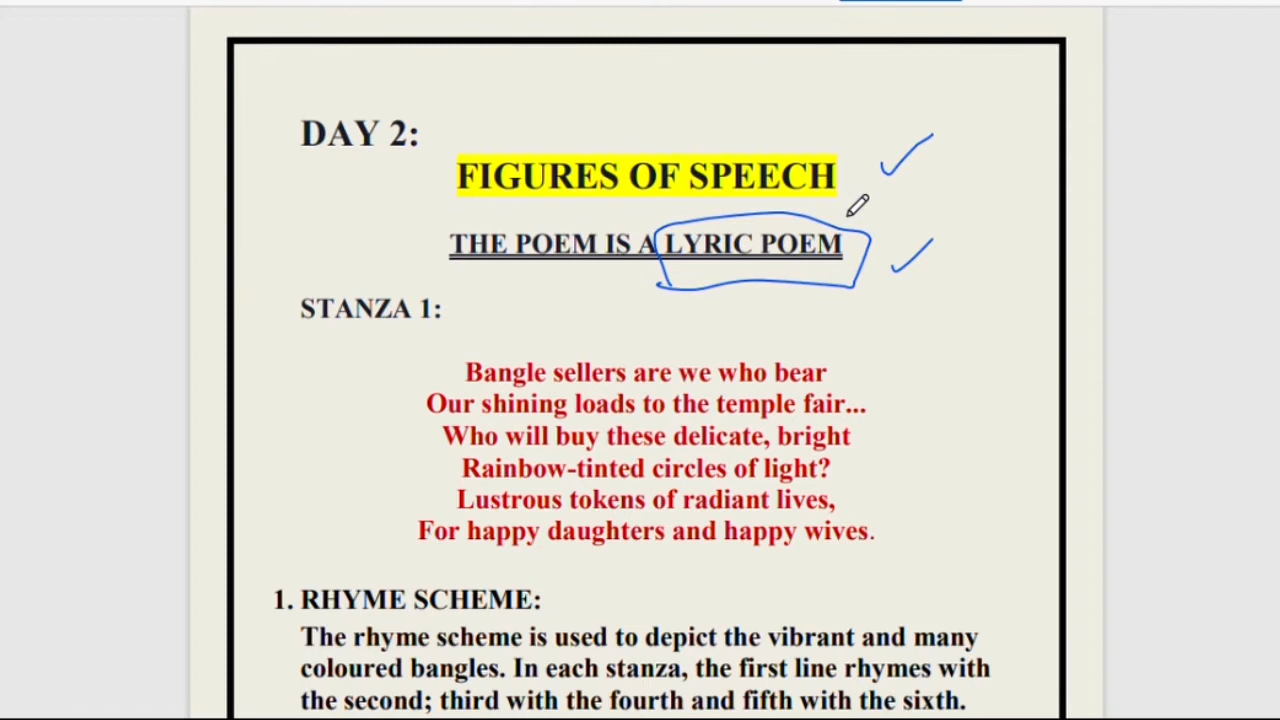 DAY 2:
FIGURES OF SPEECH
THE POEM IS A LYRIC POEM
STANZA 1:
Bangle sellers are we who bear
Our shining loads to the temple fair...
Who will buy these delicate, bright
Rainbow-tinted circles of light?
Lustrous tokens of radiant lives,
For happy daughters and happy wives.
1. RHYME SCHEME:
The rhyme scheme is used to depict the vibrant and many
coloured bangles. In each stanza, the first line rhymes with
the second; third with the fourth and fifth with the sixth.